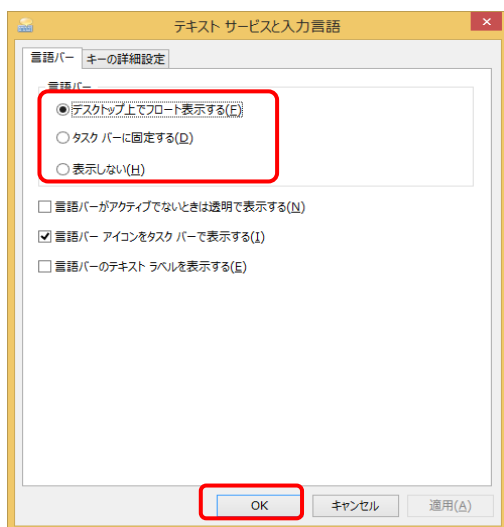 テキスト サービスと入力言語
言語バー
キーの詳細設定
言語バー
デスクトップ上でフロート表示する(F)
タスク バーに固定する(D)
表示しない(H)
言語バーがアクティブでないときは透明で表示する(N)
言語バー アイコンをタスク バーで表示する(I)
言語バーのテキスト ラベルを表示する(E)
OK
キャンセル
適用(A)